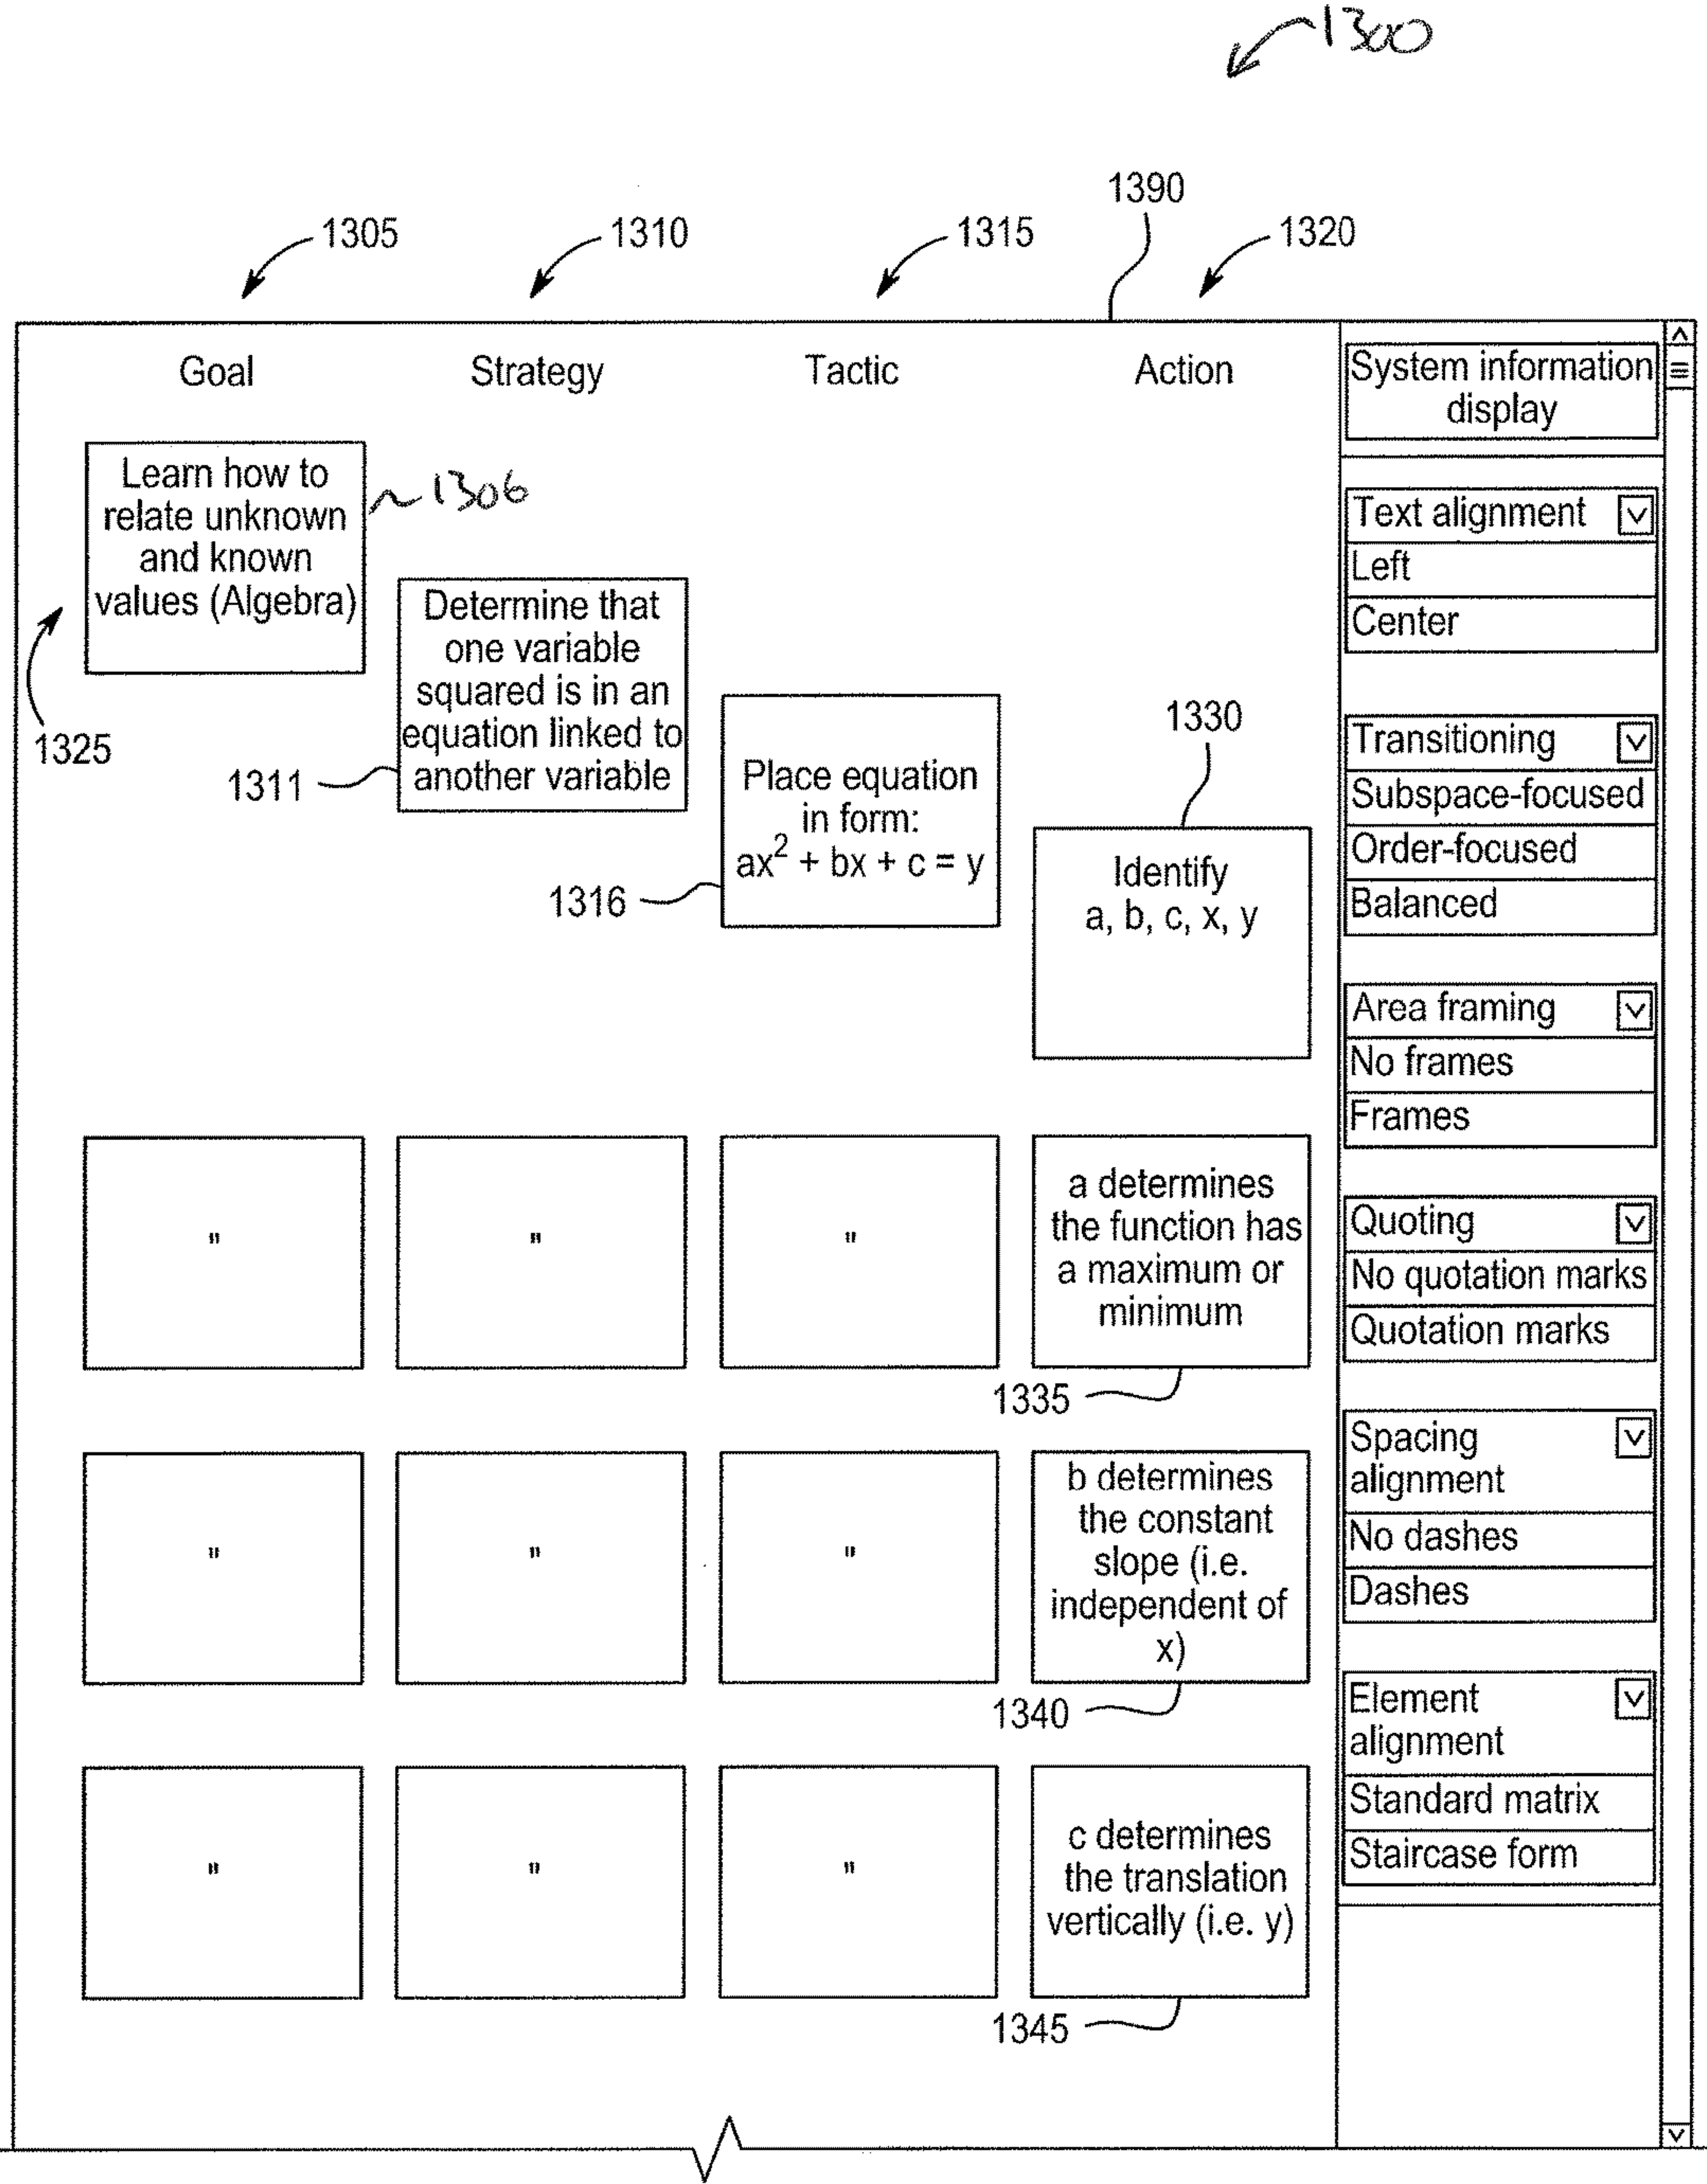 1300
1390
1305
1310
1315
1320
Goal
Strategy
Tactic
Action
Learn how to
relate unknown
and known
values (Algebra)
1306
1325
Determine that
one variable
squared is in an
equation linked to
another variable
1311
Place equation
in form:
ax² + bx + c = y
1316
1330
Identify
a, b, c, x, y
"
"
"
a determines
the function has
a maximum or
minimum
1335
"
"
"
b determines
the constant
slope (i.e.
independent of
x)
1340
"
"
"
c determines
the translation
vertically (i.e. y)
1345
System information
display
Text alignment
Left
Center
Transitioning
Subspace-focused
Order-focused
Balanced
Area framing
No frames
Frames
Quoting
No quotation marks
Quotation marks
Spacing
alignment
No dashes
Dashes
Element
alignment
Standard matrix
Staircase form